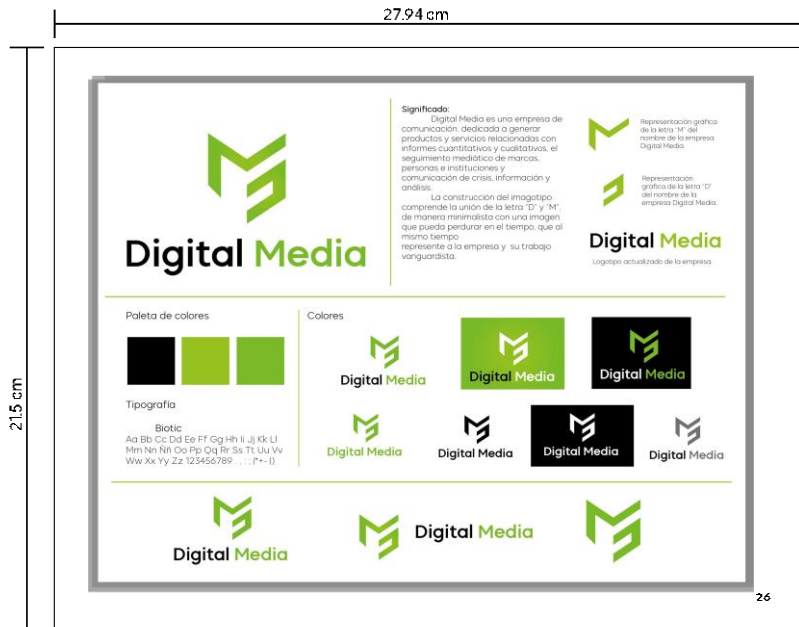 27.94 cm
21.5 cm
Digital Media
Significado:
Digital Media es una empresa de
comunicación, dedicada a generar
productos y servicios relacionadas con
informes cuantitativos y cualitativos, el
seguimiento mediático de marcas,
personas e instituciones y
comunicación de crisis, información y
análisis.
La construcción del imagotipo
comprende la unión de la letra "D" y "M",
de manera minimalista con una imagen
que pueda perdurar en el tiempo, que al
mismo tiempo
represente a la empresa y su trabajo
vanguardista.
Representación gráfica
de la letra "M" del
nombre de la empresa
Digital Media
Representación
gráfica de la letra "D"
del nombre de la
empresa Digital Media
Digital Media
Logotipo actualizado de la empresa
Paleta de colores
Tipografía
Biotic
Aa Bb Cc Dd Ee Ff Gg Hh Ii Jj Kk Ll
Mm Nn Ññ Oo Pp Qq Rr Ss Tt Uu Vv
Ww Xx Yy Zz 123456789
Colores
Digital Media
Digital Media
Digital Media
Digital Media
Digital Media
Digital Media
Digital Media
Digital Media
Digital Media
26